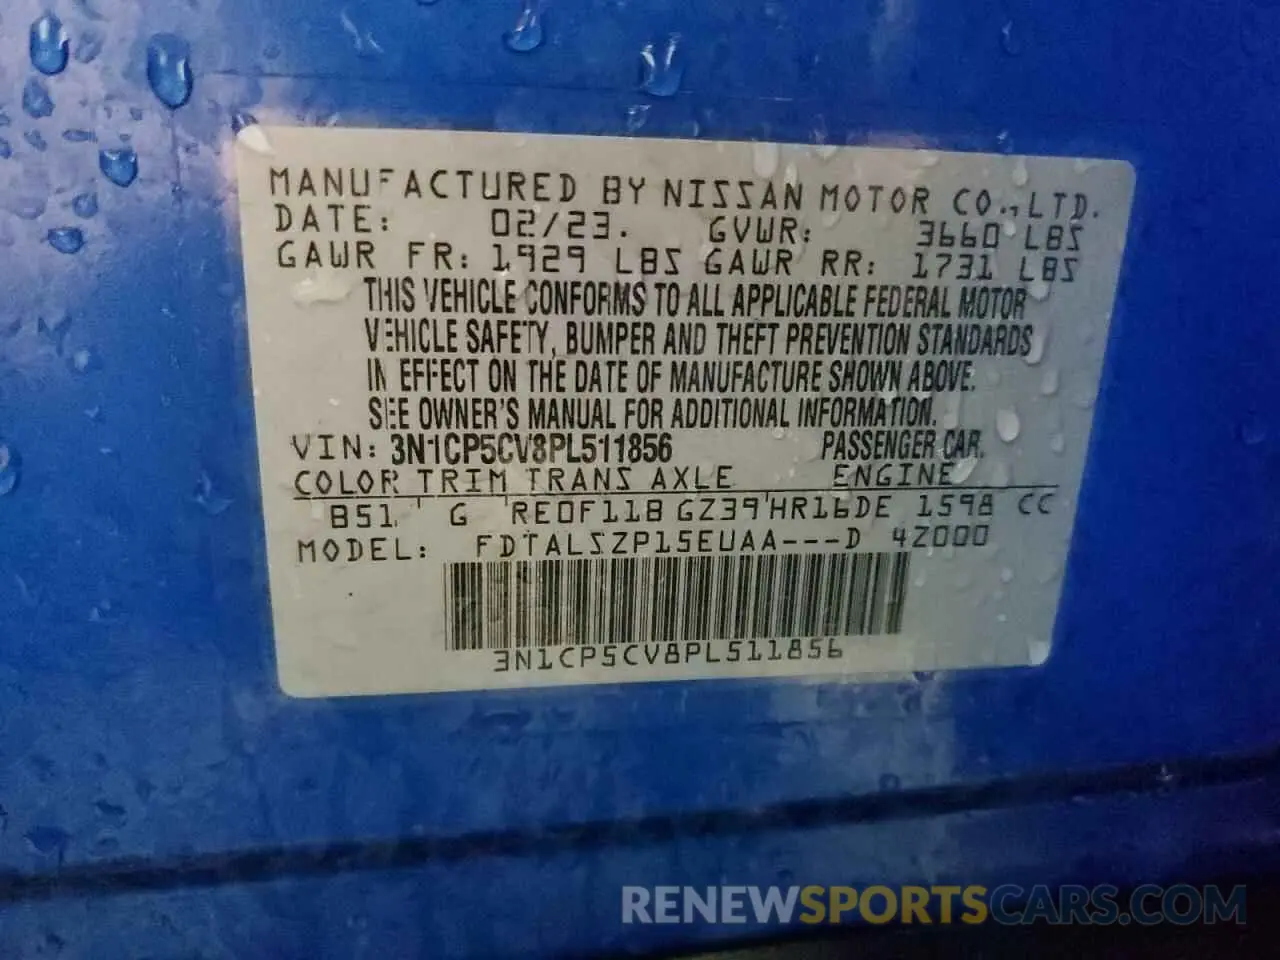 MANUFACTURED BY NISSAN MOTOR CO., LTD.
DATE: 02/23. GVWR: 3660 LBS
GAWR FR: 1929 LBS GAWR RR: 1731 LBS
THIS VEHICLE CONFORMS TO ALL APPLICABLE FEDERAL MOTOR
VEHICLE SAFETY, BUMPER AND THEFT PREVENTION STANDARDS
IN EFFECT ON THE DATE OF MANUFACTURE SHOWN ABOVE.
SEE OWNER'S MANUAL FOR ADDITIONAL INFORMATION.
VIN: 3N1CP5CV8PL511856 PASSENGER CAR.
COLOR TRIM TRANS AXLE ENGINE
B51 G RE0F11B GZ39 HR16DE 1598 CC
MODEL: FDTALSZP15EUAA---D 4Z000
3N1CP5CV8PL511856
RENEWSPORTSCARS.COM